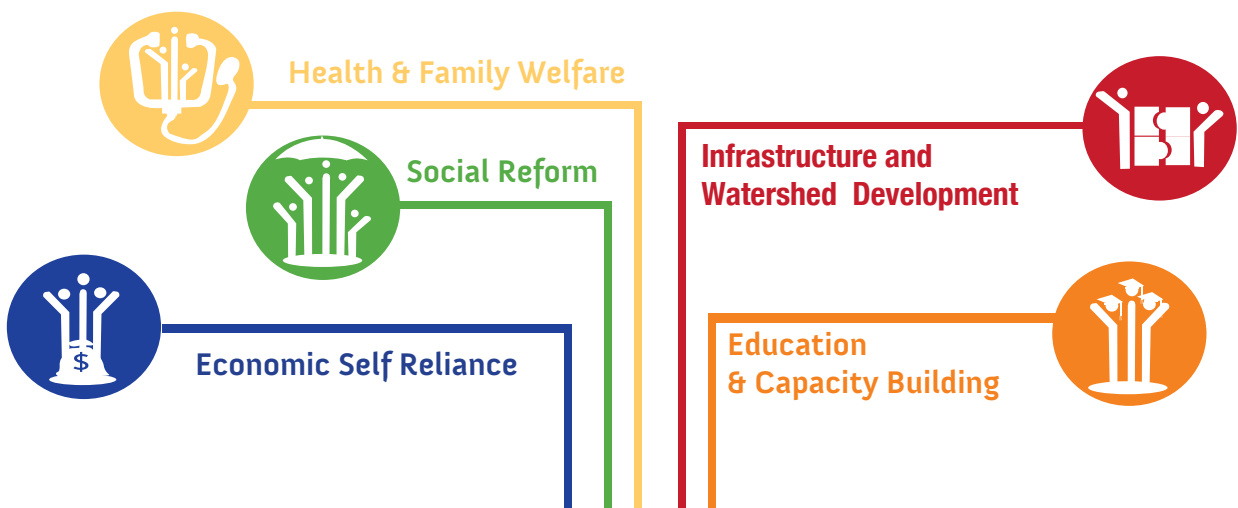 Health & Family Welfare
Social Reform
Economic Self Reliance
$
Infrastructure and
Watershed Development
Education
& Capacity Building